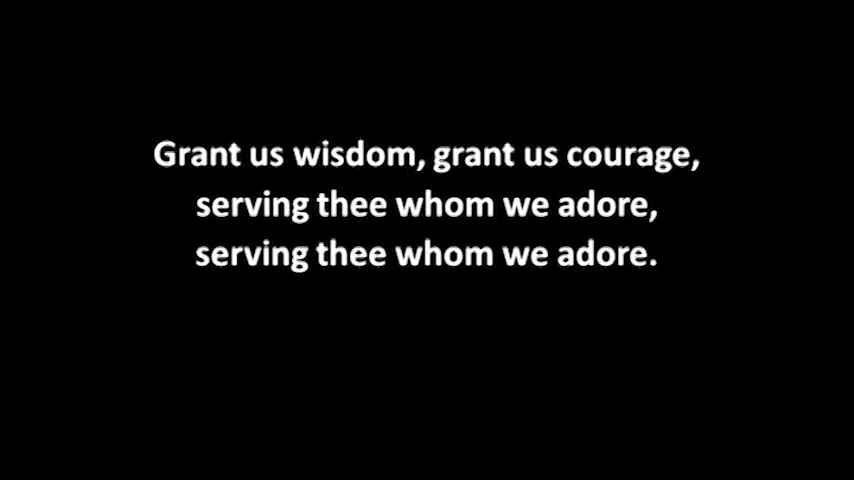 Grant us wisdom, grant us courage,
serving thee whom we adore,
serving thee whom we adore.